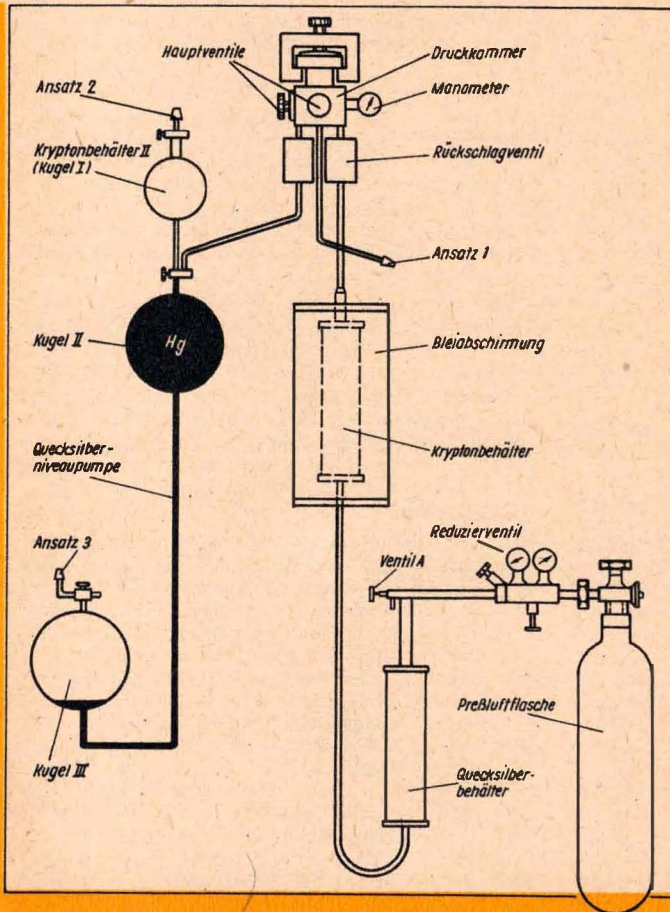 Hauptventile
Druckkammer
Manometer
Ansatz 2
Kryptonbehälter II
(Kugel I)
Rückschlagventil
Ansatz 1
Kugel II
Hg
Bleiabschirmung
Quecksilber-
niveaupumpe
Kryptonbehälter
Ansatz 3
Reduzierventil
Ventil A
Preßluftflasche
Kugel III
Quecksilber-
behälter